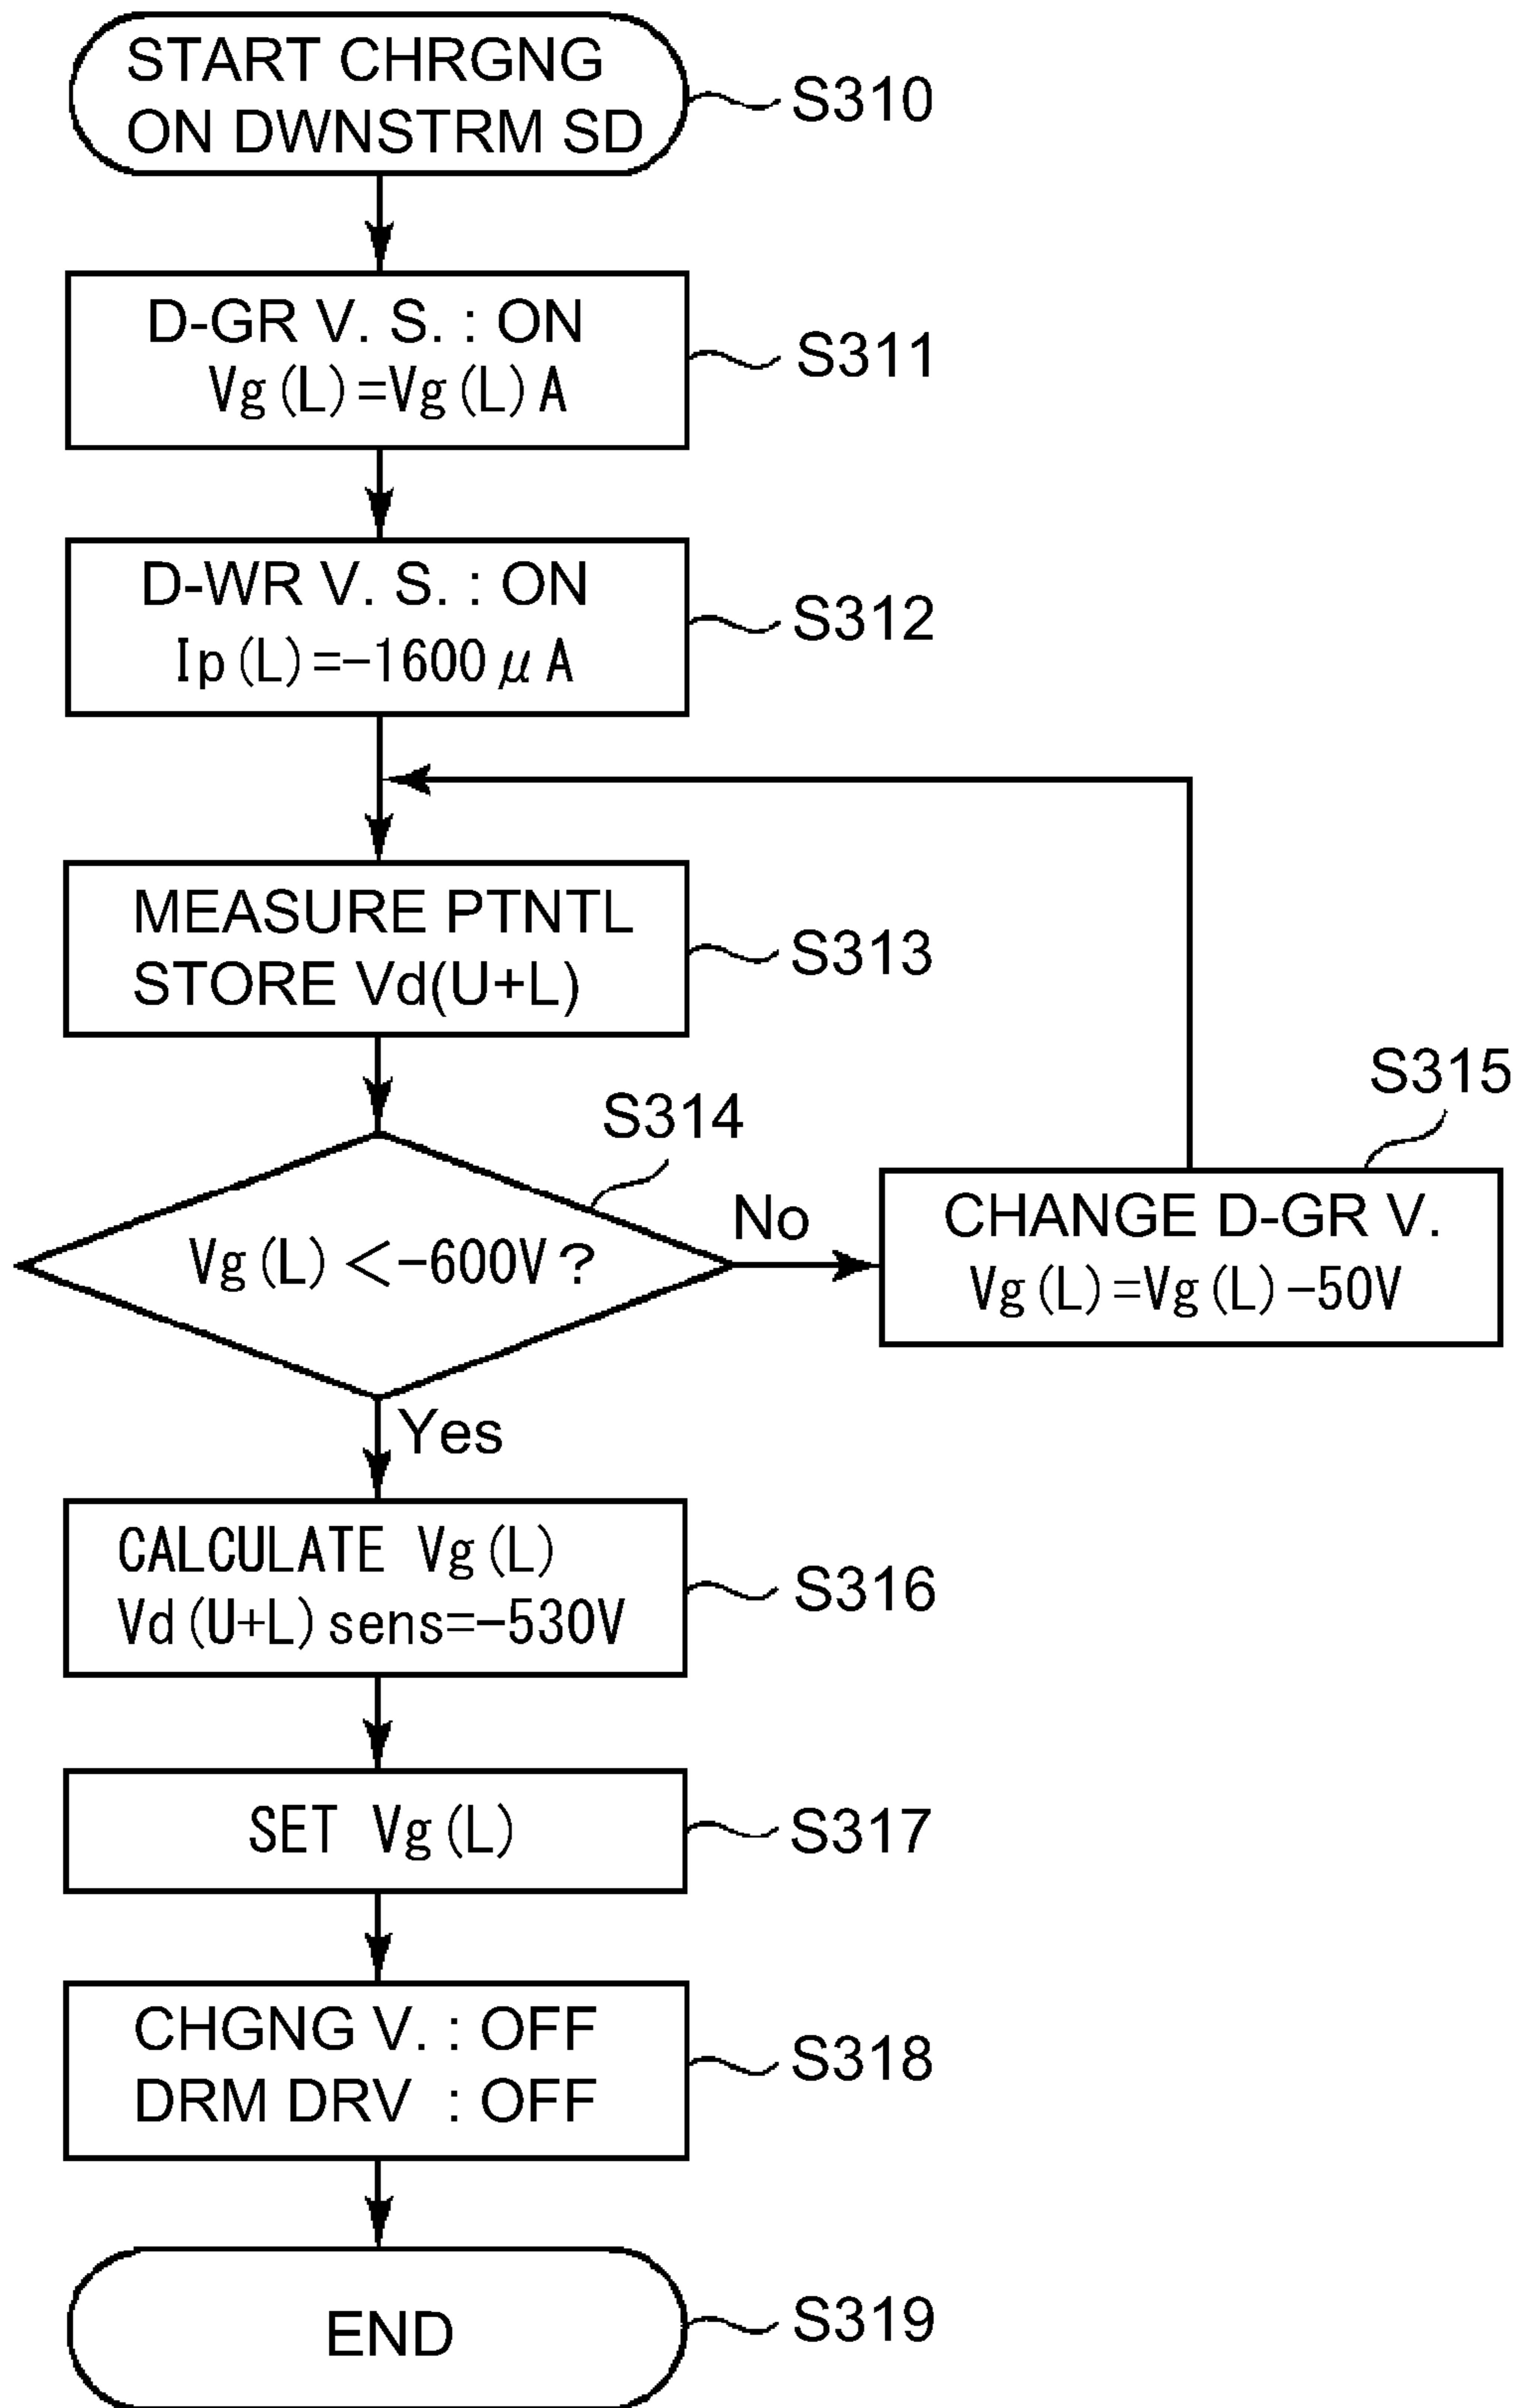 START CHRGNG
ON DWNSTRM SD
S310
D-GR V. S. : ON
Vg(L)=Vg(L)A
S311
D-WR V. S. : ON
Ip(L)=-1600μA
S312
MEASURE PTNTL
STORE Vd(U+L)
S313
S314
Vg(L)<-600V?
No
S315
CHANGE D-GR V.
Vg(L)=Vg(L)-50V
Yes
CALCULATE Vg(L)
Vd(U+L)sens=-530V
S316
SET Vg(L)
S317
CHGNG V. : OFF
DRM DRV : OFF
S318
END
S319